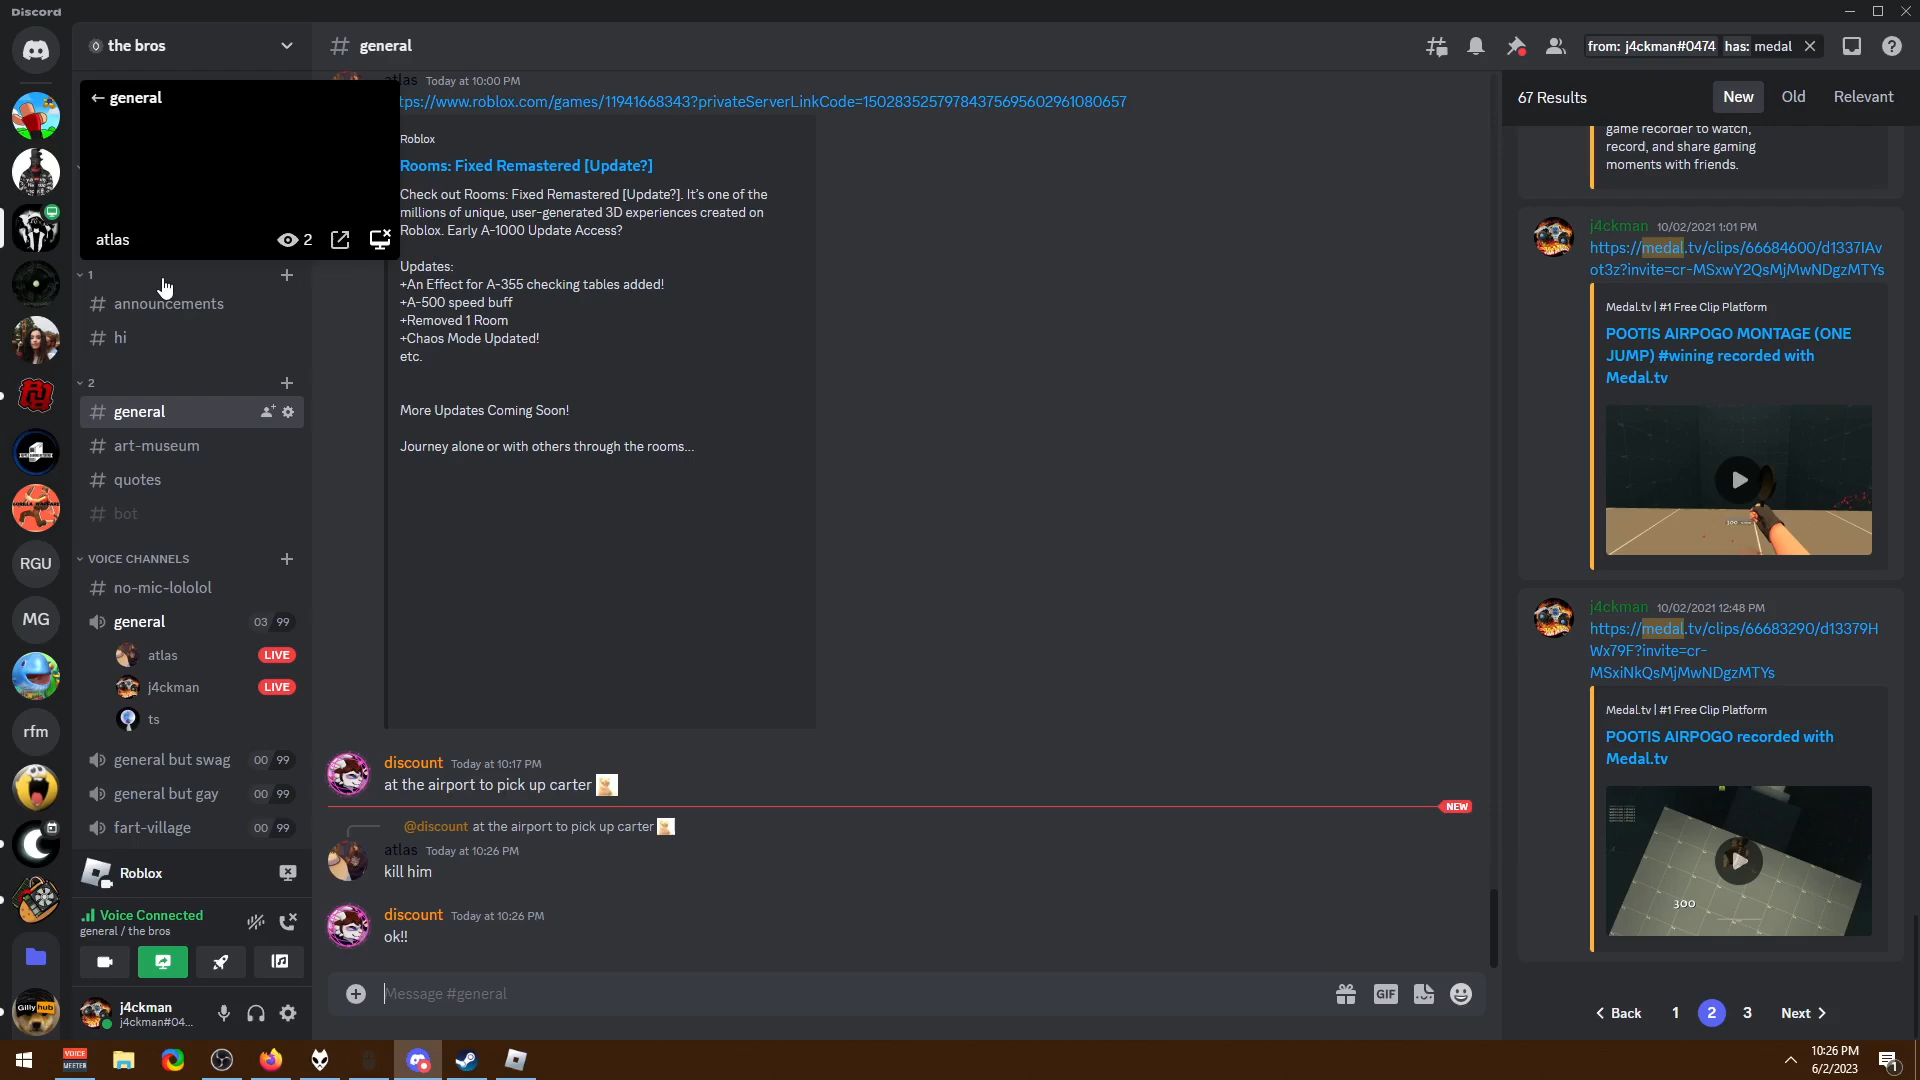 Discord
the bros
general
from: j4ckman#0474 has: medal
general
atlas
2
1
announcements
hi
2
general
art-museum
quotes
bot
VOICE CHANNELS
no-mic-lololol
general 03 99
atlas LIVE
j4ckman LIVE
ts
general but swag 00 99
general but gay 00 99
fart-village 00 99
Roblox
Voice Connected
general / the bros
j4ckman
j4ckman#04...
RGU
MG
rfm
Gilly hub
atlas Today at 10:00 PM
tps://www.roblox.com/games/11941668343?privateServerLinkCode=15028352579784375695602961080657
Roblox
Rooms: Fixed Remastered [Update?]
Check out Rooms: Fixed Remastered [Update?]. It's one of the
millions of unique, user-generated 3D experiences created on
Roblox. Early A-1000 Update Access?
Updates:
+An Effect for A-355 checking tables added!
+A-500 speed buff
+Removed 1 Room
+Chaos Mode Updated!
etc.
More Updates Coming Soon!
Journey alone or with others through the rooms...
discount Today at 10:17 PM
at the airport to pick up carter
NEW
@discount at the airport to pick up carter
atlas Today at 10:26 PM
kill him
discount Today at 10:26 PM
ok!!
Message #general
GIF
67 Results
New Old Relevant
game recorder to watch,
record, and share gaming
moments with friends.
j4ckman 10/02/2021 1:01 PM
https://medal.tv/clips/66684600/d1337IAv
ot3z?invite=cr-MSxwY2QsMjMwNDgzMTYs
Medal.tv | #1 Free Clip Platform
POOTIS AIRPOGO MONTAGE (ONE
JUMP) #wining recorded with
Medal.tv
300
j4ckman 10/02/2021 12:48 PM
https://medal.tv/clips/66683290/d13379H
Wx79F?invite=cr-
MSxiNkQsMjMwNDgzMTYs
Medal.tv | #1 Free Clip Platform
POOTIS AIRPOGO recorded with
Medal.tv
300
Back 1 2 3 Next
VOICE
MEETER
10:26 PM
6/2/2023
1